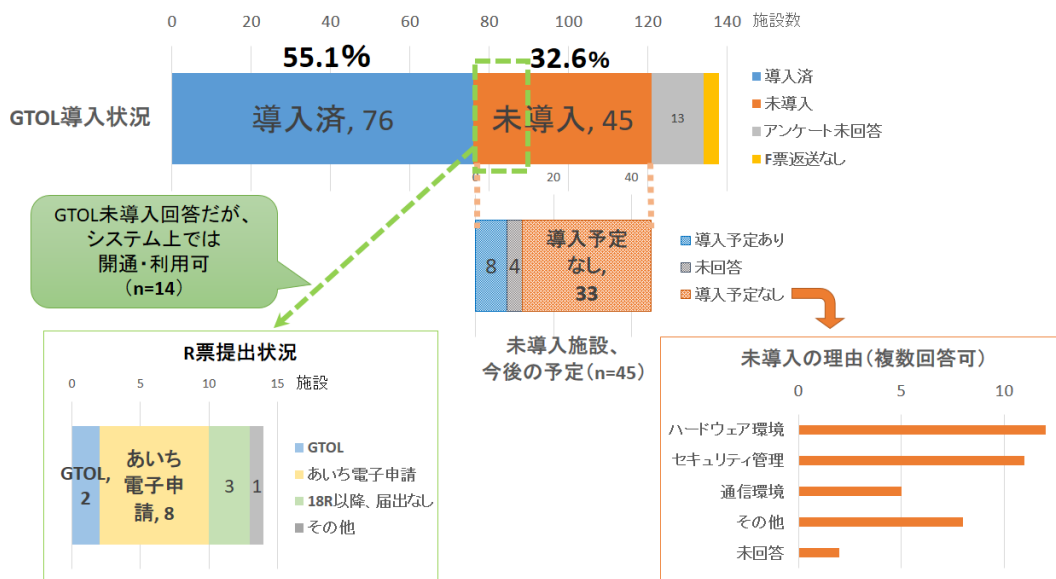 0 20 40 60 80 100 120 140 施設数
55.1% 32.6%
GTOL導入状況
導入済, 76
未導入, 45
13
導入済
未導入
アンケート未回答
F票返送なし
0 20 40
GTOL未導入回答だが、
システム上では
開通・利用可
(n=14)
8
4
導入予定
なし,
33
導入予定あり
未回答
導入予定なし
未導入施設、
今後の予定(n=45)
R票提出状況
0 5 10 15 施設
GTOL,
2
あいち
電子申
請, 8
3
1
GTOL
あいち電子申請
18R以降、届出なし
その他
未導入の理由(複数回答可)
0 5 10
ハードウェア環境
セキュリティ管理
通信環境
その他
未回答